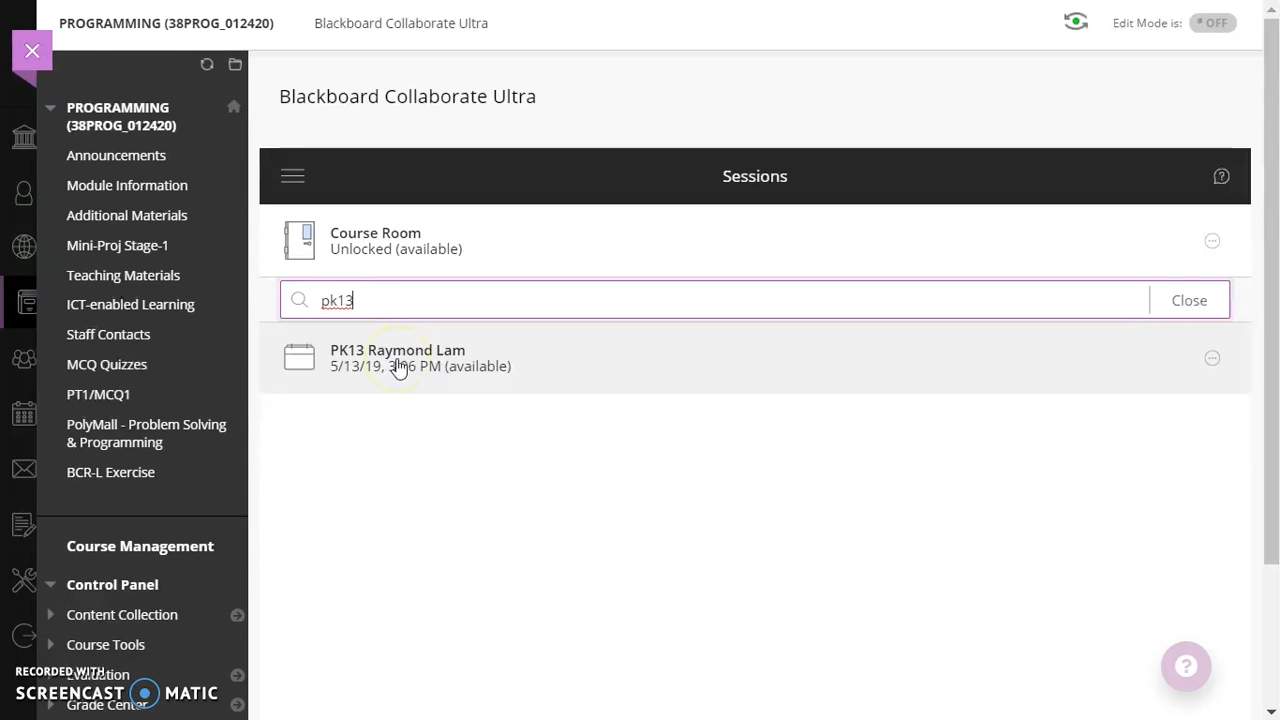 PROGRAMMING (38PROG_012420)
Blackboard Collaborate Ultra
Edit Mode is:
OFF
PROGRAMMING
(38PROG_012420)
Announcements
Module Information
Additional Materials
Mini-Proj Stage-1
Teaching Materials
ICT-enabled Learning
Staff Contacts
MCQ Quizzes
PT1/MCQ1
PolyMall - Problem Solving
& Programming
BCR-L Exercise
Course Management
Control Panel
Content Collection
Course Tools
Evaluation
Grade Center
Blackboard Collaborate Ultra
Sessions
Course Room
Unlocked (available)
pk13
Close
PK13 Raymond Lam
5/13/19, 3:06 PM (available)
RECORDED WITH
SCREENCAST MATIC